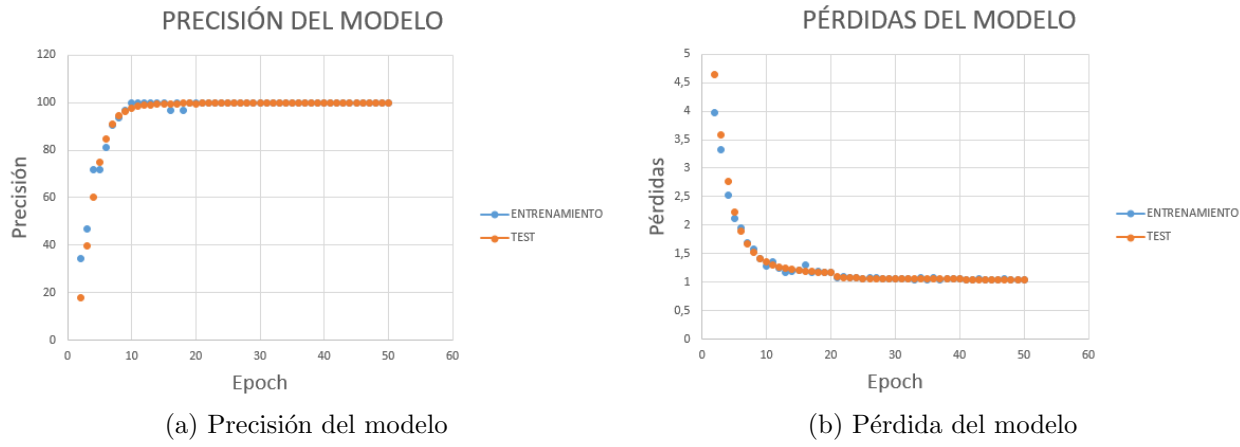 PRECISIÓN DEL MODELO
120
100
80
60
40
20
0
0 10 20 30 40 50 60
Precisión
Epoch
ENTRENAMIENTO
TEST
(a) Precisión del modelo
PÉRDIDAS DEL MODELO
5
4,5
4
3,5
3
2,5
2
1,5
1
0,5
0
0 10 20 30 40 50 60
Pérdidas
Epoch
ENTRENAMIENTO
TEST
(b) Pérdida del modelo